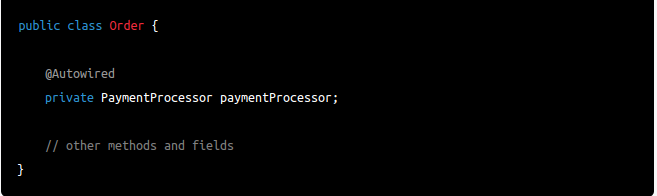 public class Order {
@Autowired
private PaymentProcessor paymentProcessor;
// other methods and fields
}